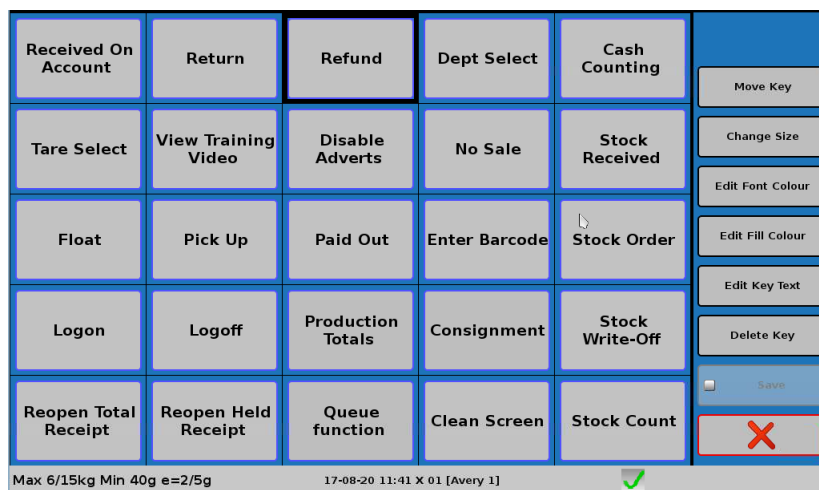 Received On
Account
Return
Refund
Dept Select
Cash
Counting
Move Key
Tare Select
View Training
Video
Disable
Adverts
No Sale
Stock
Received
Change Size
Edit Font Colour
Float
Pick Up
Paid Out
Enter Barcode
Stock Order
Edit Fill Colour
Edit Key Text
Logon
Logoff
Production
Totals
Consignment
Stock
Write-Off
Delete Key
Save
Reopen Total
Receipt
Reopen Held
Receipt
Queue
function
Clean Screen
Stock Count
Max 6/15kg Min 40g e=2/5g
17-08-20 11:41 X 01 [Avery 1]